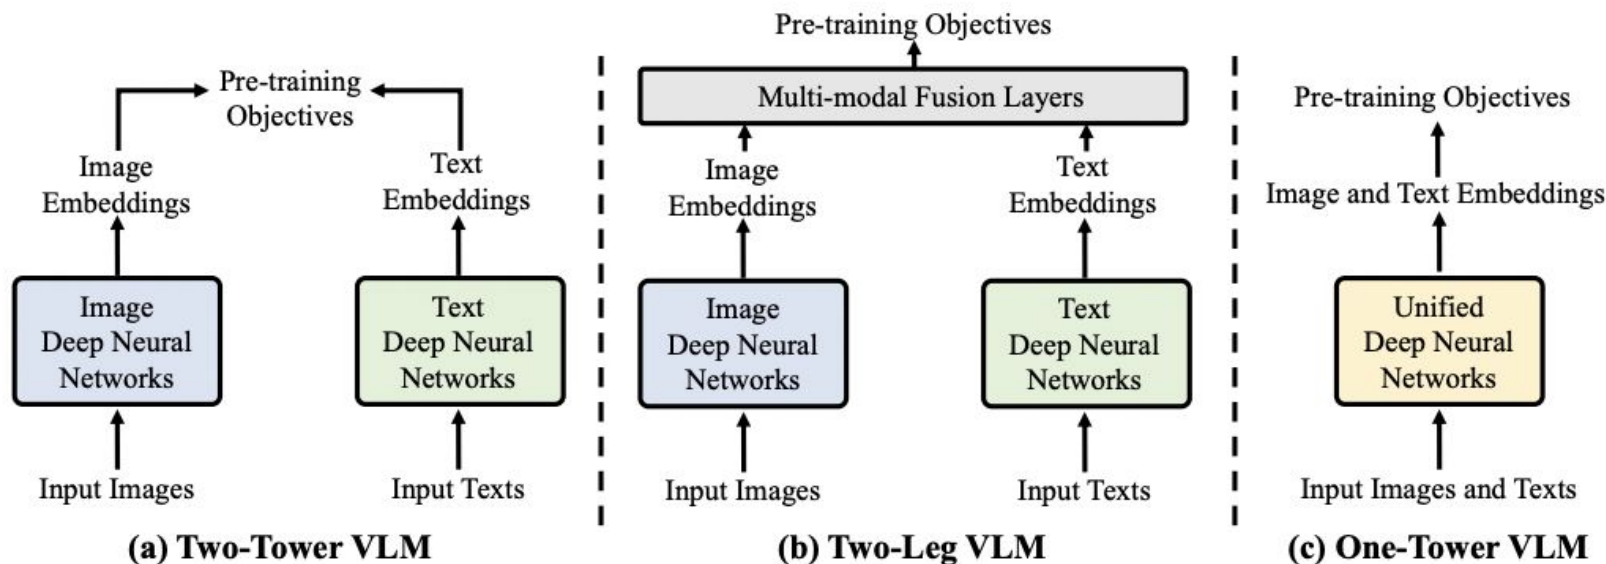 Pre-training
Objectives
Image
Embeddings
Text
Embeddings
Image
Deep Neural
Networks
Text
Deep Neural
Networks
Input Images
Input Texts
(a) Two-Tower VLM
Pre-training Objectives
Multi-modal Fusion Layers
Image
Embeddings
Text
Embeddings
Image
Deep Neural
Networks
Text
Deep Neural
Networks
Input Images
Input Texts
(b) Two-Leg VLM
Pre-training Objectives
Image and Text Embeddings
Unified
Deep Neural
Networks
Input Images and Texts
(c) One-Tower VLM